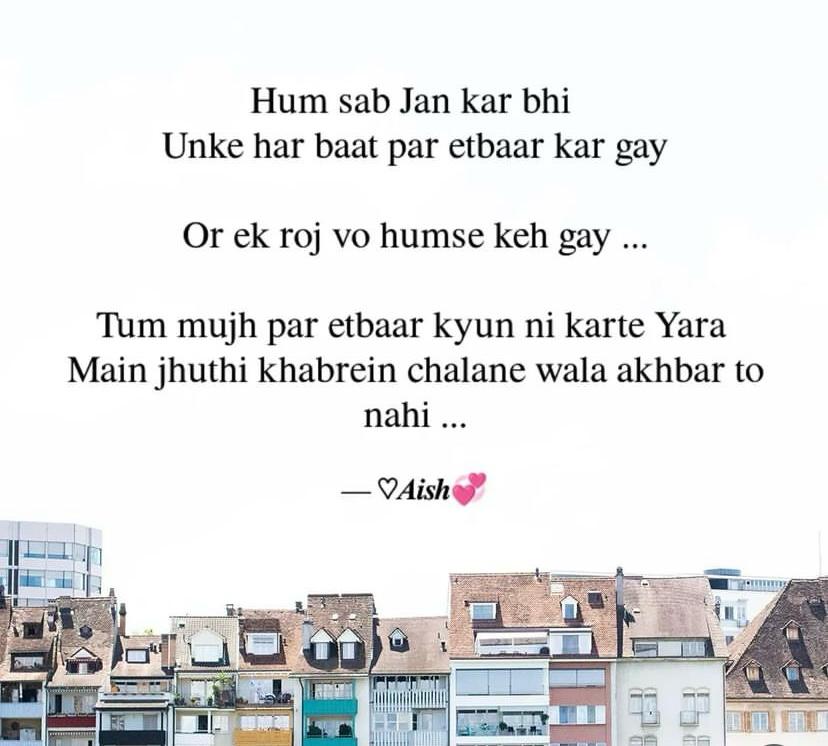 Hum sab Jan kar bhi
Unke har baat par etbaar kar gay
Or ek roj vo humse keh gay ...
Tum mujh par etbaar kyun ni karte Yara
Main jhuthi khabrein chalane wala akhbar to
nahi ...
— ♡Aish💞